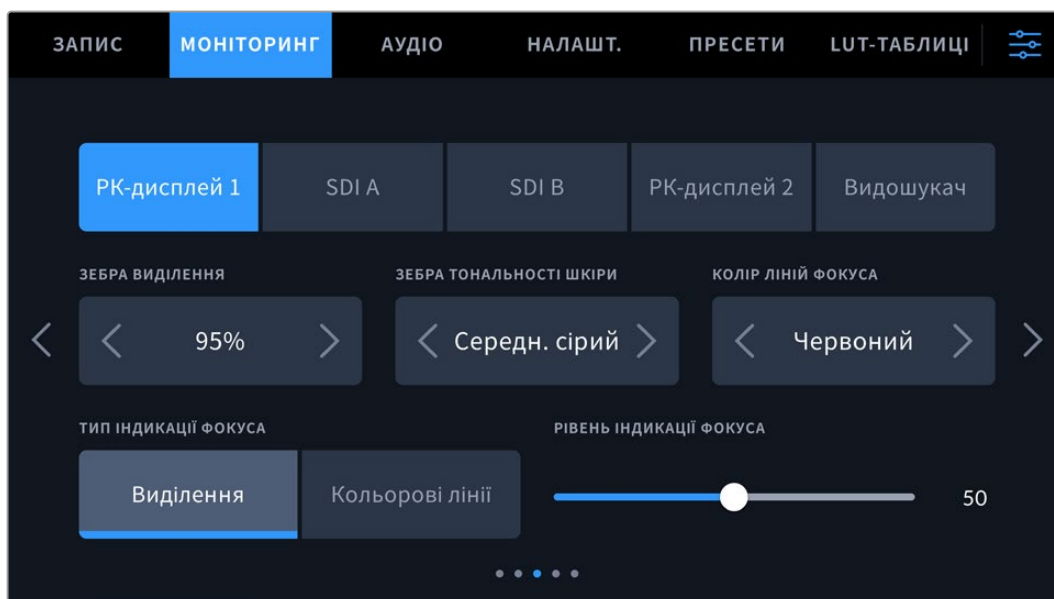 ЗАПИС МОНІТОРИНГ АУДІО НАЛАШТ. ПРЕСЕТИ LUT-ТАБЛИЦІ
РК-дисплей 1 SDI A SDI B РК-дисплей 2 Видошукач
ЗЕБРА ВИДІЛЕННЯ ЗЕБРА ТОНАЛЬНОСТІ ШКІРИ КОЛІР ЛІНІЙ ФОКУСА
95% Середн. сірий Червоний
ТИП ІНДИКАЦІЇ ФОКУСА РІВЕНЬ ІНДИКАЦІЇ ФОКУСА
Виділення Кольорові лінії 50